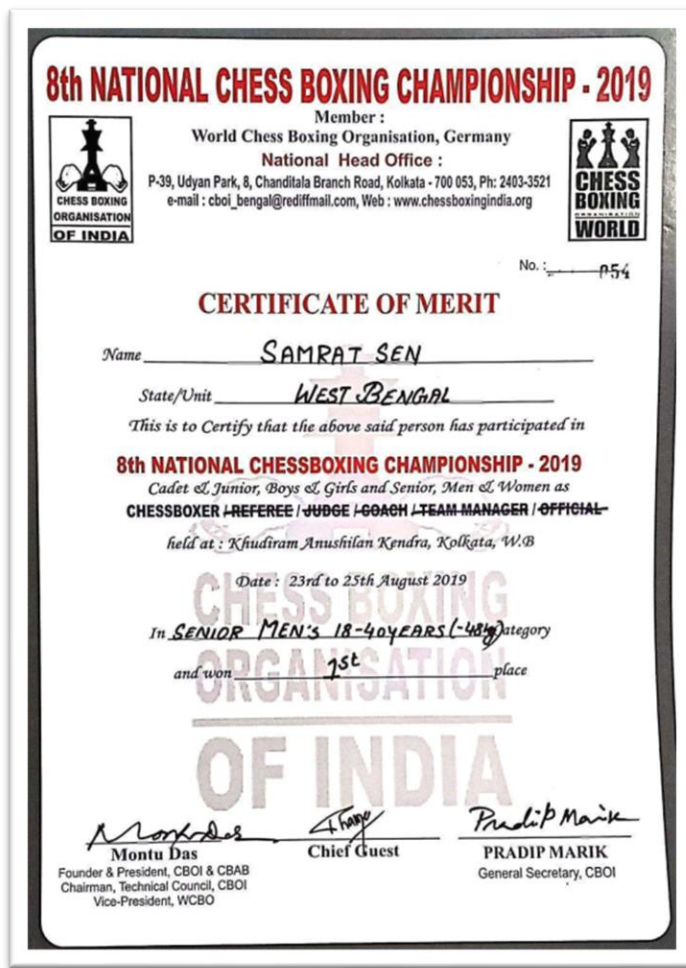 8th NATIONAL CHESS BOXING CHAMPIONSHIP - 2019
Member :
World Chess Boxing Organisation, Germany
National Head Office :
P-39, Udyan Park, 8, Chanditala Branch Road, Kolkata - 700 053, Ph: 2403-3521
e-mail : cboi_bengal@rediffmail.com, Web : www.chessboxingindia.org
CHESS BOXING
ORGANISATION
OF INDIA
CHESS
BOXING
ORGANISATION
WORLD
No. : 054
CERTIFICATE OF MERIT
Name SAMRAT SEN
State/Unit WEST BENGAL
This is to Certify that the above said person has participated in
8th NATIONAL CHESSBOXING CHAMPIONSHIP - 2019
Cadet & Junior, Boys & Girls and Senior, Men & Women as
CHESSBOXER / REFEREE / JUDGE / COACH / TEAM MANAGER / OFFICIAL
held at : Khudiram Anushilan Kendra, Kolkata, W.B
Date : 23rd to 25th August 2019
In SENIOR MEN'S 18-40 YEARS (-48kg) Category
and won 1st place
CHESS BOXING
ORGANISATION
OF INDIA
Montu Das
Chief Guest
Pradip Marik
PRADIP MARIK
Founder & President, CBOI & CBAB
Chairman, Technical Council, CBOI
Vice-President, WCBO
General Secretary, CBOI